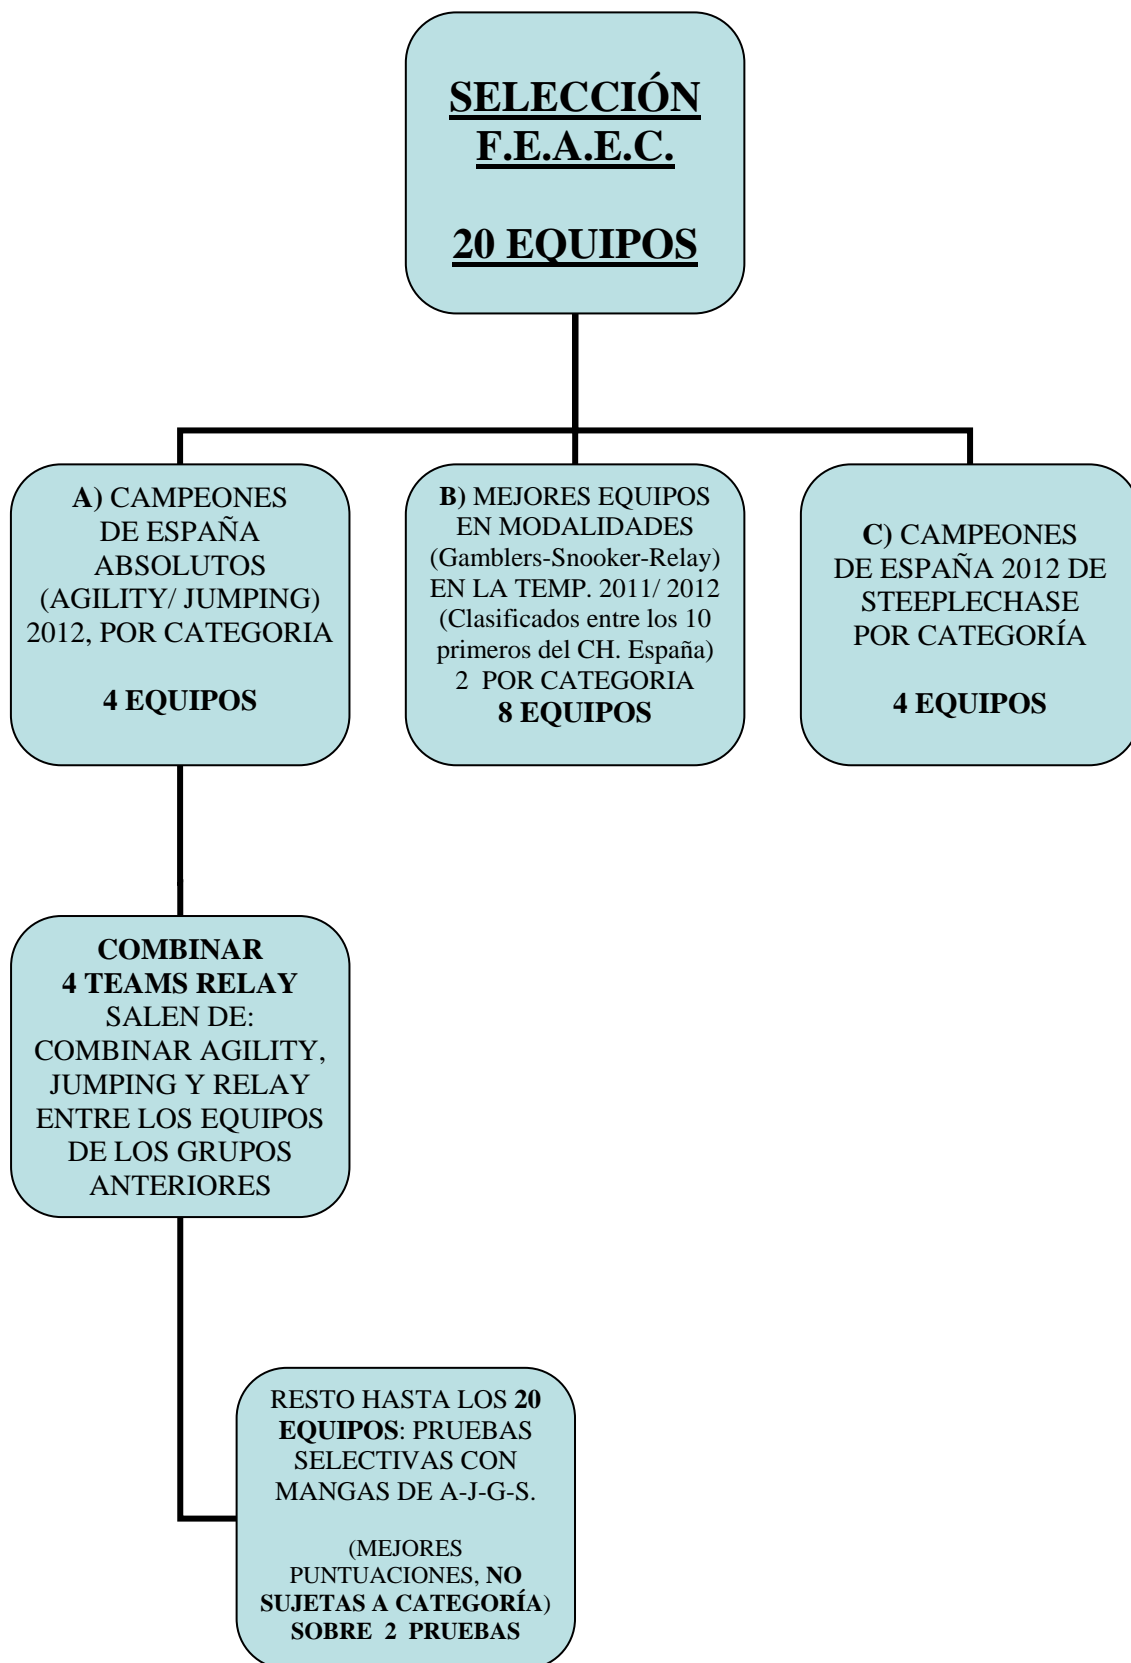 SELECCIÓN
F.E.A.E.C.
20 EQUIPOS
A) CAMPEONES
DE ESPAÑA
ABSOLUTOS
(AGILITY/ JUMPING)
2012, POR CATEGORIA
4 EQUIPOS
B) MEJORES EQUIPOS
EN MODALIDADES
(Gamblers-Snooker-Relay)
EN LA TEMP. 2011/ 2012
(Clasificados entre los 10
primeros del CH. España)
2 POR CATEGORIA
8 EQUIPOS
C) CAMPEONES
DE ESPAÑA 2012 DE
STEEPLECHASE
POR CATEGORÍA
4 EQUIPOS
COMBINAR
4 TEAMS RELAY
SALEN DE:
COMBINAR AGILITY,
JUMPING Y RELAY
ENTRE LOS EQUIPOS
DE LOS GRUPOS
ANTERIORES
RESTO HASTA LOS 20
EQUIPOS: PRUEBAS
SELECTIVAS CON
MANGAS DE A-J-G-S.
(MEJORES
PUNTUACIONES, NO
SUJETAS A CATEGORÍA)
SOBRE 2 PRUEBAS